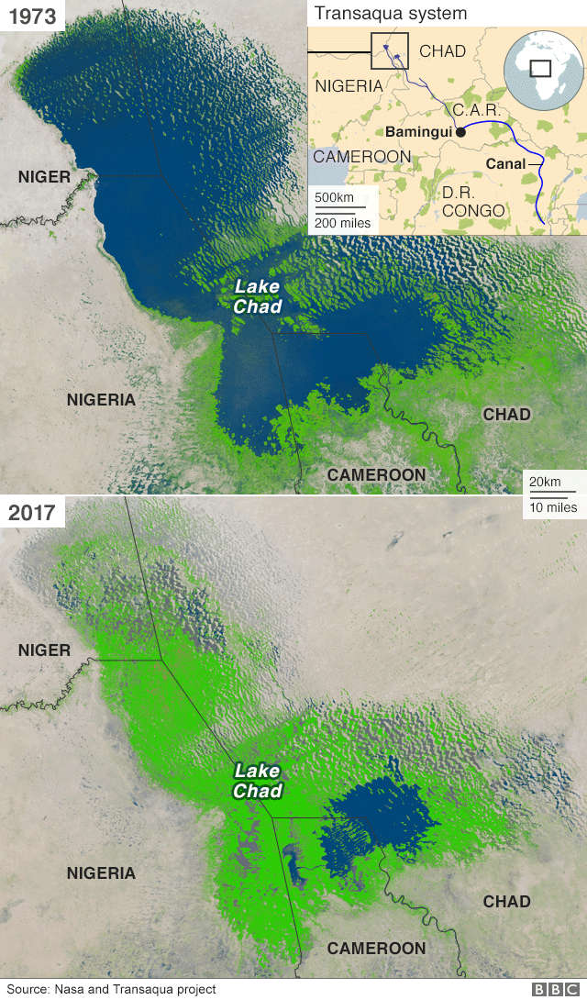 1973
Transaqua system
CHAD
NIGERIA
C.A.R.
Bamingui
CAMEROON
Canal
D.R.
CONGO
500km
200 miles
NIGER
Lake
Chad
NIGERIA
CHAD
CAMEROON
20km
10 miles
2017
NIGER
Lake
Chad
NIGERIA
CHAD
CAMEROON
Source: Nasa and Transaqua project
BBC